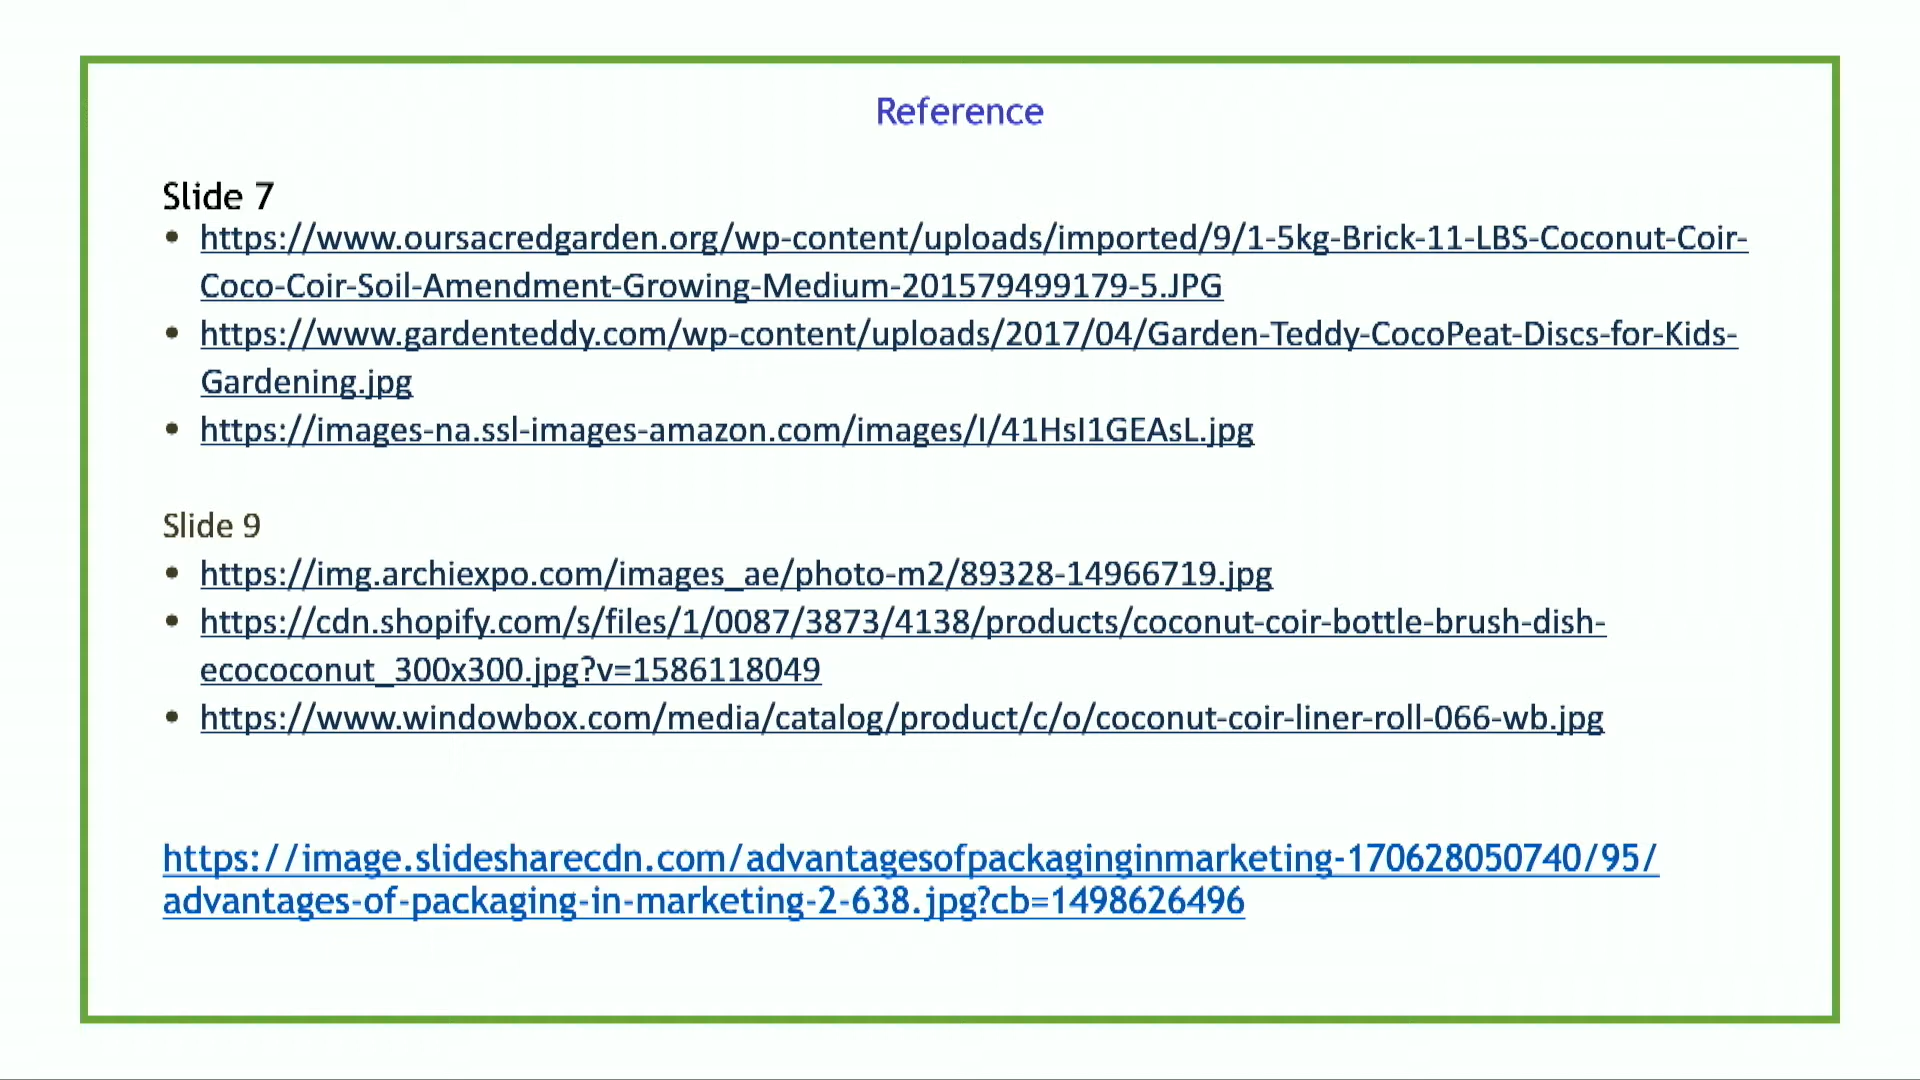 Reference
Slide 7
• https://www.oursacredgarden.org/wp-content/uploads/imported/9/1-5kg-Brick-11-LBS-Coconut-Coir-
Coco-Coir-Soil-Amendment-Growing-Medium-201579499179-5.JPG
• https://www.gardenteddy.com/wp-content/uploads/2017/04/Garden-Teddy-CocoPeat-Discs-for-Kids-
Gardening.jpg
• https://images-na.ssl-images-amazon.com/images/I/41HsI1GEAsL.jpg
Slide 9
• https://img.archiexpo.com/images_ae/photo-m2/89328-14966719.jpg
• https://cdn.shopify.com/s/files/1/0087/3873/4138/products/coconut-coir-bottle-brush-dish-
ecococonut_300x300.jpg?v=1586118049
• https://www.windowbox.com/media/catalog/product/c/o/coconut-coir-liner-roll-066-wb.jpg
https://image.slidesharecdn.com/advantagesofpackaginginmarketing-170628050740/95/
advantages-of-packaging-in-marketing-2-638.jpg?cb=1498626496